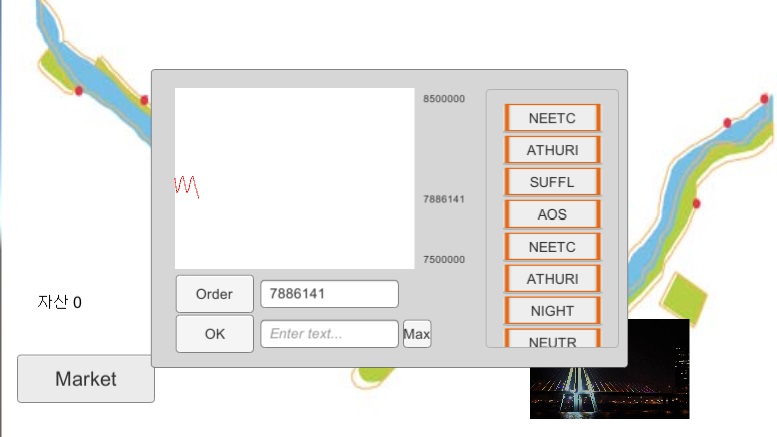 8500000
7886141
7500000
NEETC
ATHURI
SUFFL
AOS
NEETC
ATHURI
NIGHT
NEUTR
Order
7886141
OK
Enter text...
Max
자산 0
Market